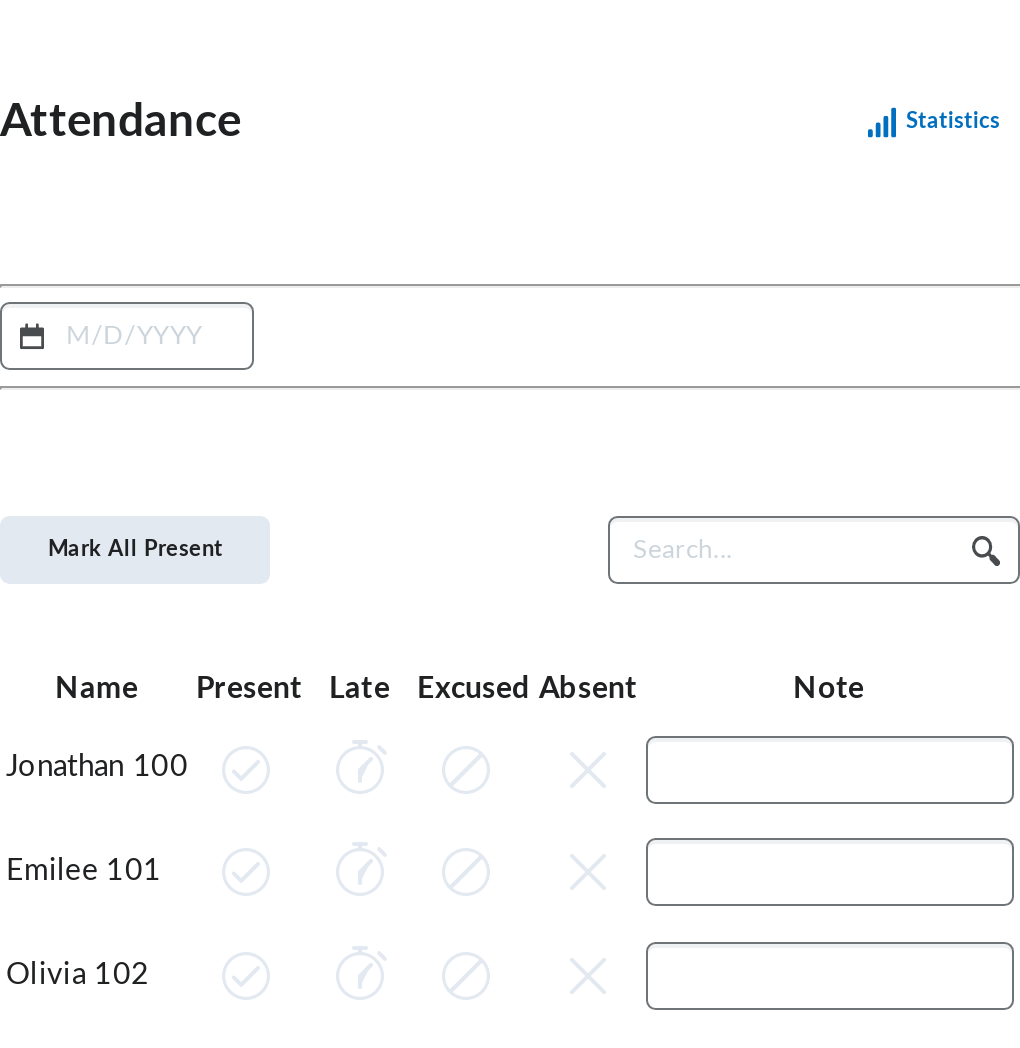 Attendance
Statistics
M/D/YYYY
Mark All Present
Search...
Name Present Late Excused Absent Note
Jonathan 100
Emilee 101
Olivia 102